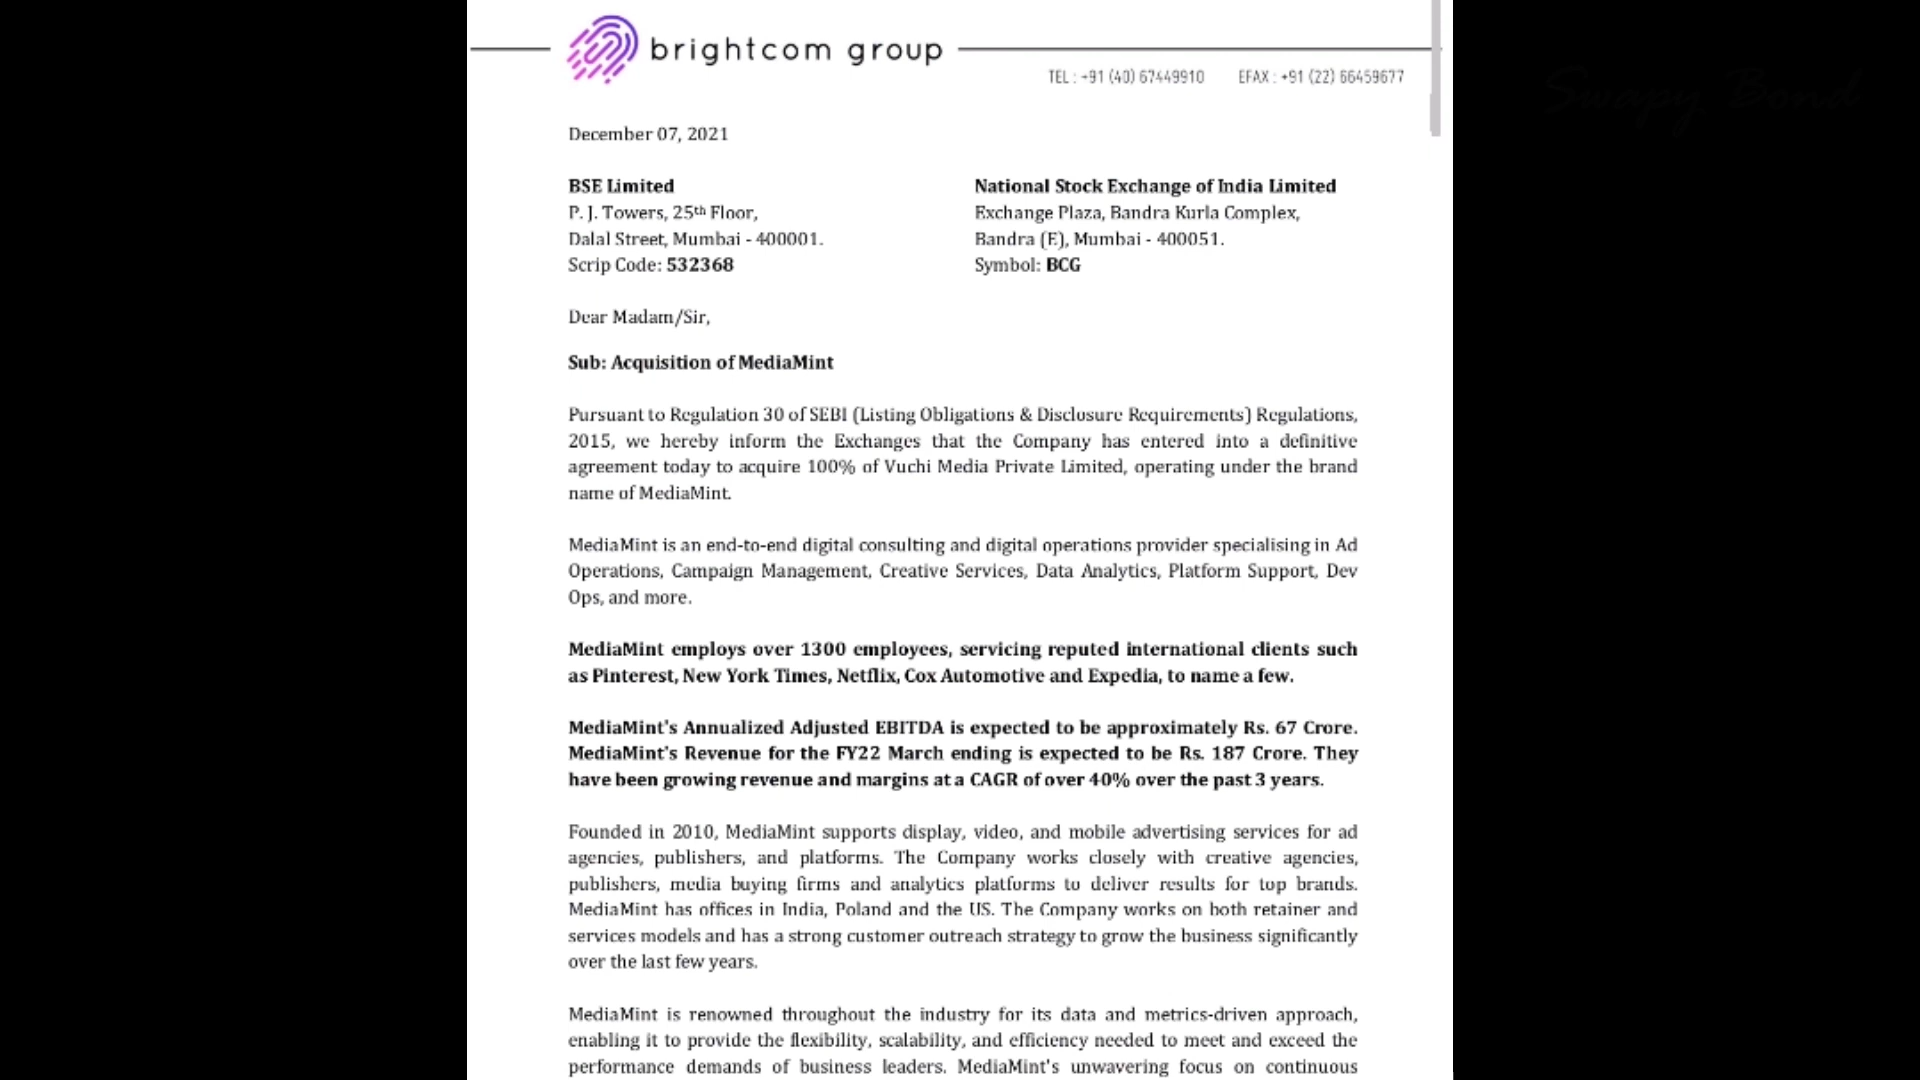 brightcom group
TEL : +91 (40) 67449910 EFAX : +91 (22) 66459677
Swapy Bond
December 07, 2021
BSE Limited
P. J. Towers, 25th Floor,
Dalal Street, Mumbai - 400001.
Scrip Code: 532368
National Stock Exchange of India Limited
Exchange Plaza, Bandra Kurla Complex,
Bandra (E), Mumbai - 400051.
Symbol: BCG
Dear Madam/Sir,
Sub: Acquisition of MediaMint
Pursuant to Regulation 30 of SEBI (Listing Obligations & Disclosure Requirements) Regulations,
2015, we hereby inform the Exchanges that the Company has entered into a definitive
agreement today to acquire 100% of Vuchi Media Private Limited, operating under the brand
name of MediaMint.
MediaMint is an end-to-end digital consulting and digital operations provider specialising in Ad
Operations, Campaign Management, Creative Services, Data Analytics, Platform Support, Dev
Ops, and more.
MediaMint employs over 1300 employees, servicing reputed international clients such
as Pinterest, New York Times, Netflix, Cox Automotive and Expedia, to name a few.
MediaMint's Annualized Adjusted EBITDA is expected to be approximately Rs. 67 Crore.
MediaMint's Revenue for the FY22 March ending is expected to be Rs. 187 Crore. They
have been growing revenue and margins at a CAGR of over 40% over the past 3 years.
Founded in 2010, MediaMint supports display, video, and mobile advertising services for ad
agencies, publishers, and platforms. The Company works closely with creative agencies,
publishers, media buying firms and analytics platforms to deliver results for top brands.
MediaMint has offices in India, Poland and the US. The Company works on both retainer and
services models and has a strong customer outreach strategy to grow the business significantly
over the last few years.
MediaMint is renowned throughout the industry for its data and metrics-driven approach,
enabling it to provide the flexibility, scalability, and efficiency needed to meet and exceed the
performance demands of business leaders. MediaMint's unwavering focus on continuous